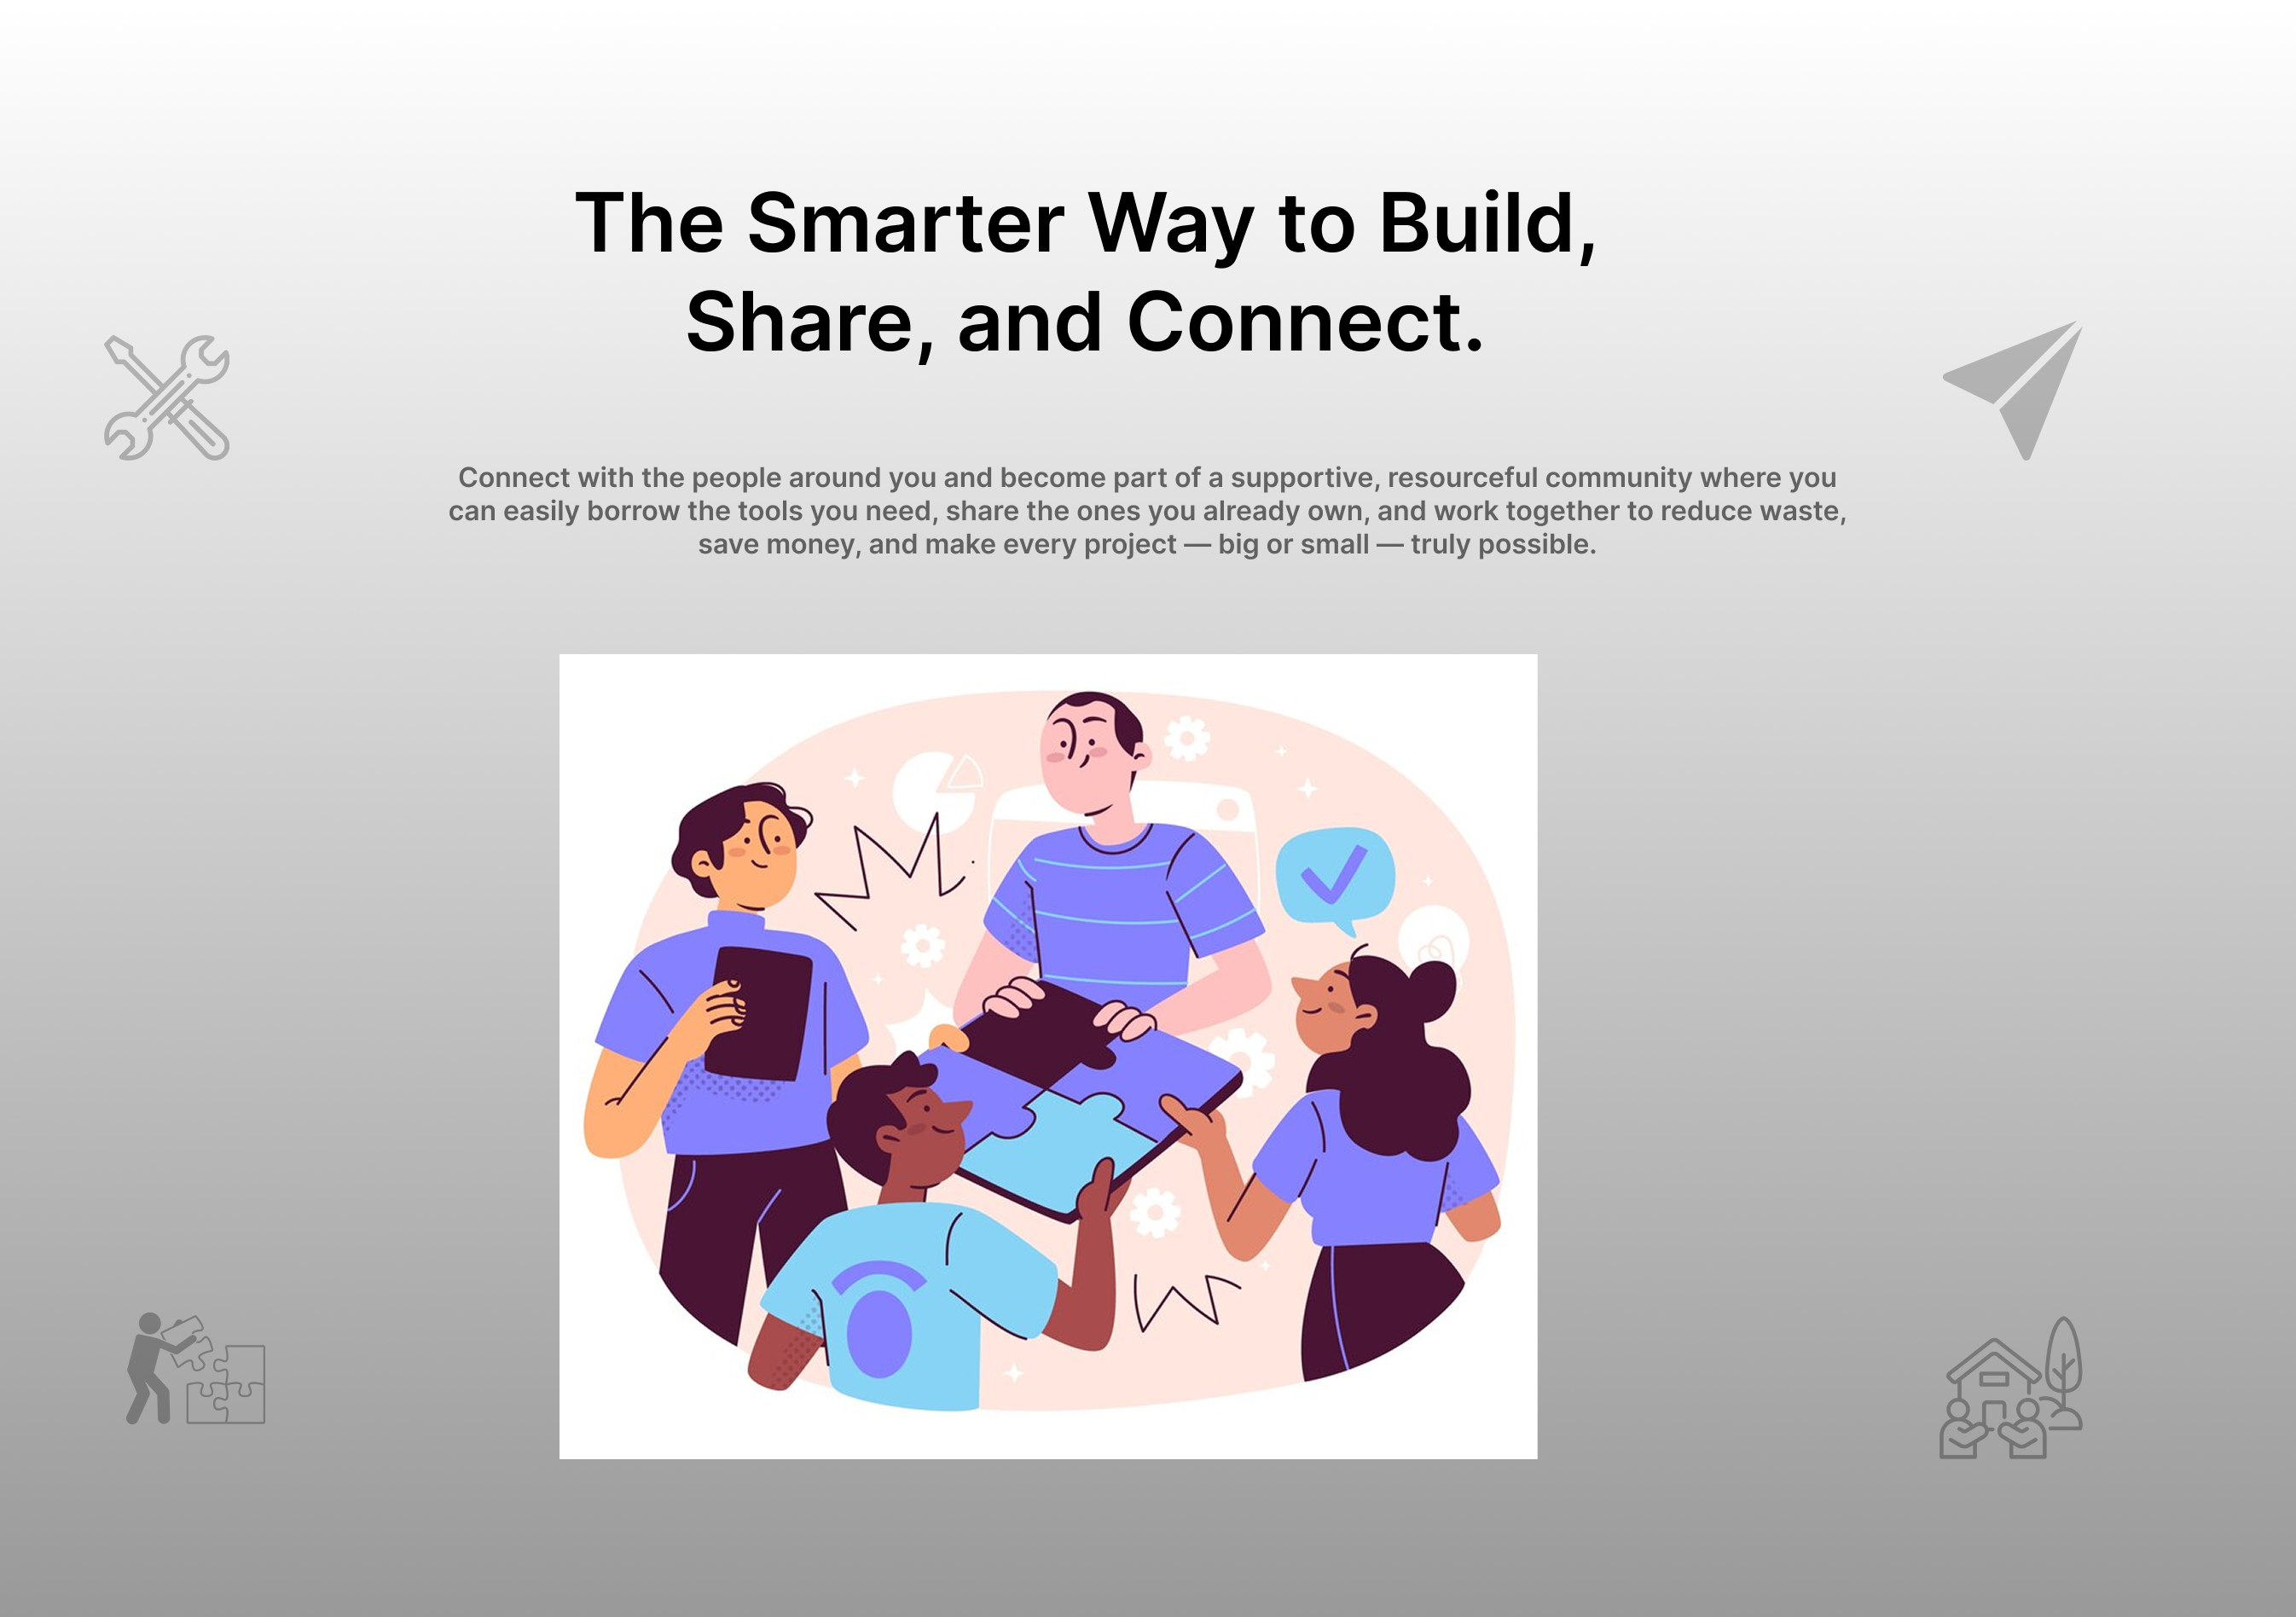 The Smarter Way to Build,
Share, and Connect.
Connect with the people around you and become part of a supportive, resourceful community where you
can easily borrow the tools you need, share the ones you already own, and work together to reduce waste,
save money, and make every project — big or small — truly possible.